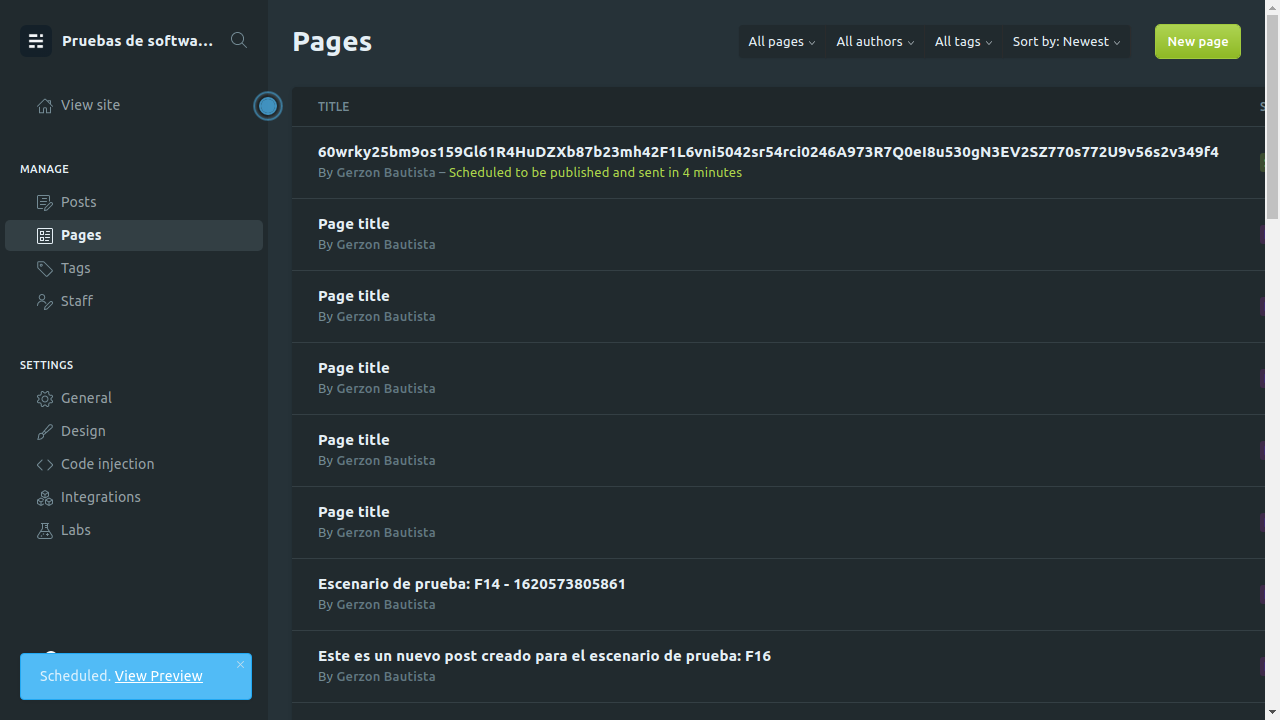 Pruebas de softwa...
View site
MANAGE
Posts
Pages
Tags
Staff
SETTINGS
General
Design
Code injection
Integrations
Labs
Scheduled. View Preview
Pages
All pages
All authors
All tags
Sort by: Newest
New page
TITLE
60wrky25bm9os159Gl61R4HuDZXb87b23mh42F1L6vni5042sr54rci0246A973R7Q0eI8u530gN3EV2SZ770s772U9v56s2v349f4
By Gerzon Bautista – Scheduled to be published and sent in 4 minutes
Page title
By Gerzon Bautista
Page title
By Gerzon Bautista
Page title
By Gerzon Bautista
Page title
By Gerzon Bautista
Page title
By Gerzon Bautista
Escenario de prueba: F14 - 1620573805861
By Gerzon Bautista
Este es un nuevo post creado para el escenario de prueba: F16
By Gerzon Bautista